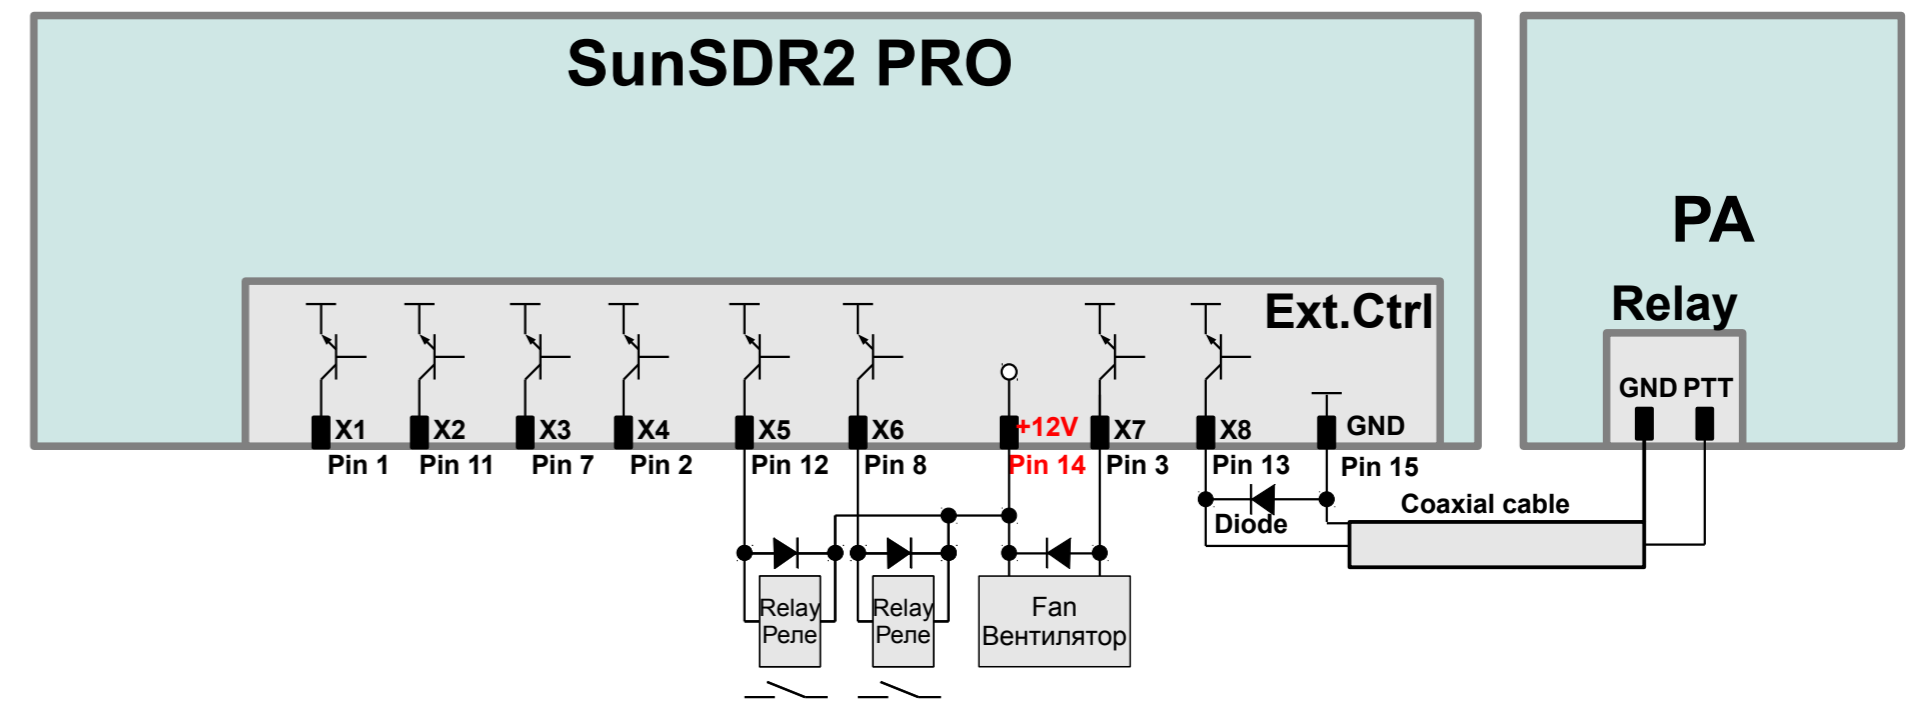 SunSDR2 PRO
PA
Relay
Ext.Ctrl
GND PTT
X1 X2 X3 X4 X5 X6 +12V X7 X8 GND
Pin 1 Pin 11 Pin 7 Pin 2 Pin 12 Pin 8 Pin 14 Pin 3 Pin 13 Pin 15
Coaxial cable
Diode
Relay
Реле
Relay
Реле
Fan
Вентилятор